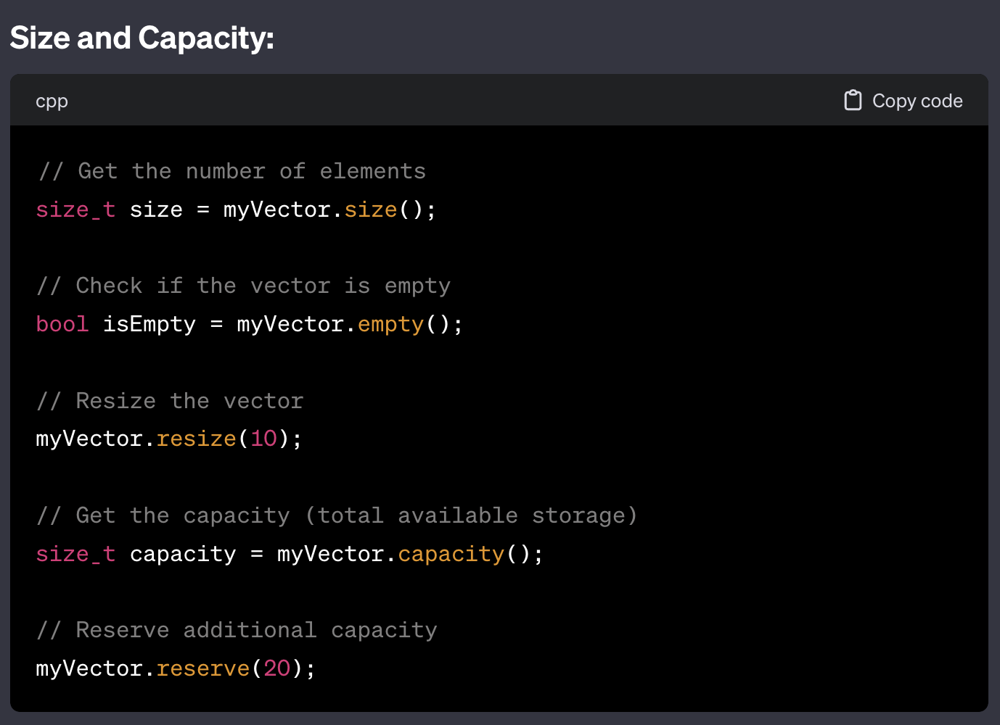 Size and Capacity:
cpp
Copy code
// Get the number of elements
size_t size = myVector.size();
// Check if the vector is empty
bool isEmpty = myVector.empty();
// Resize the vector
myVector.resize(10);
// Get the capacity (total available storage)
size_t capacity = myVector.capacity();
// Reserve additional capacity
myVector.reserve(20);